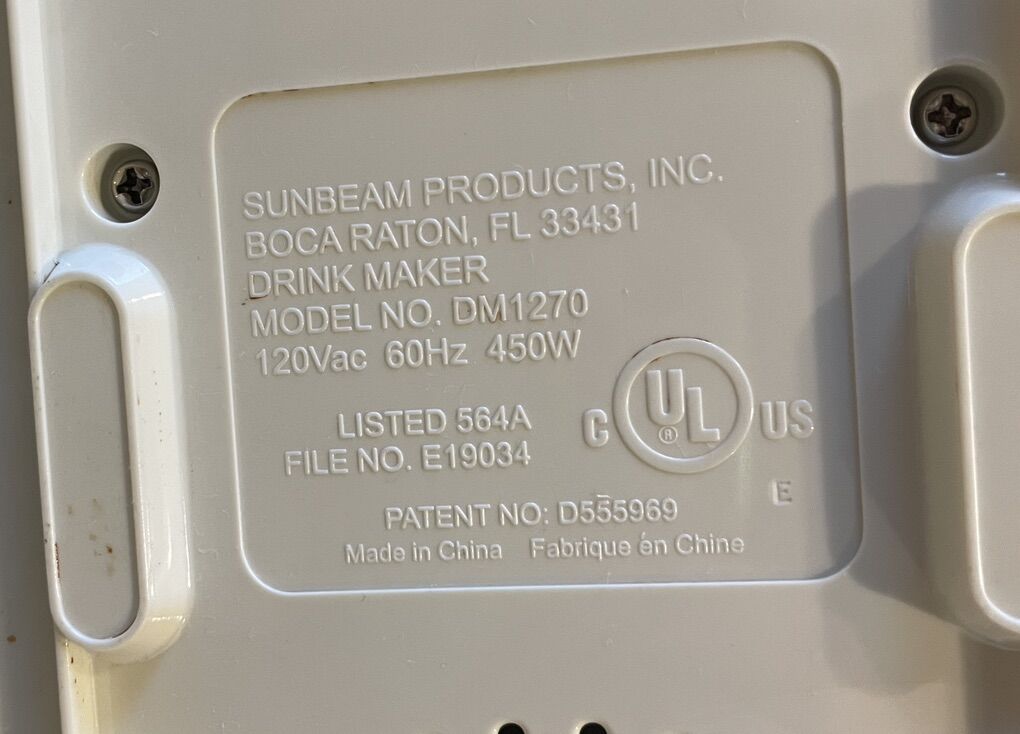 SUNBEAM PRODUCTS, INC.
BOCA RATON, FL 33431
DRINK MAKER
MODEL NO. DM1270
120Vac 60Hz 450W
LISTED 564A
FILE NO. E19034
C UL® US
E
PATENT NO: D555969
Made in China Fabrique én Chine